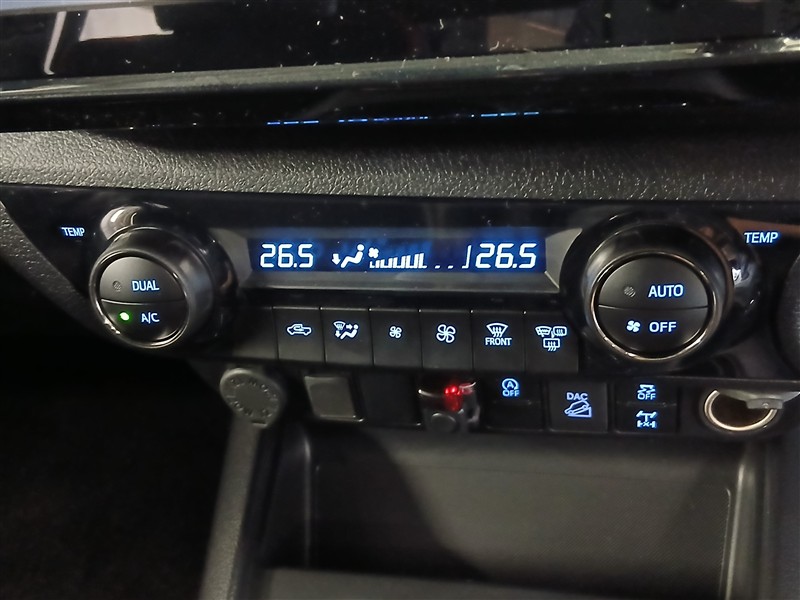 TEMP
26.5 26.5
TEMP
DUAL
A/C
AUTO
OFF
FRONT
A
OFF
DAC
OFF